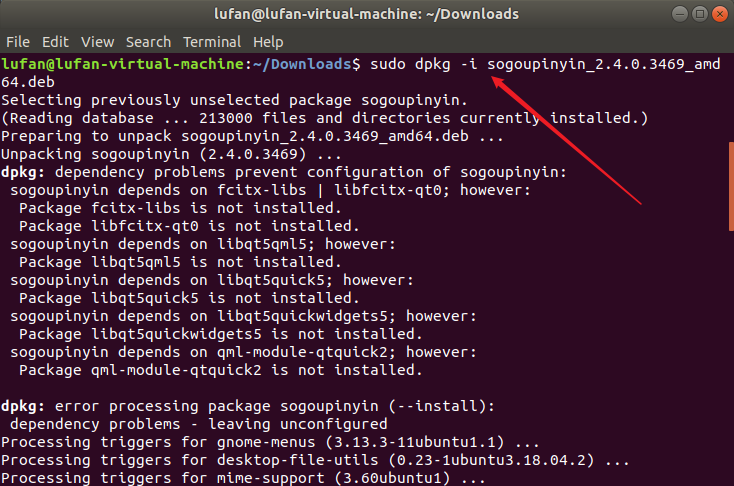 lufan@lufan-virtual-machine: ~/Downloads
File Edit View Search Terminal Help
lufan@lufan-virtual-machine:~/Downloads$ sudo dpkg -i sogoupinyin_2.4.0.3469_amd
64.deb
Selecting previously unselected package sogoupinyin.
(Reading database ... 213000 files and directories currently installed.)
Preparing to unpack sogoupinyin_2.4.0.3469_amd64.deb ...
Unpacking sogoupinyin (2.4.0.3469) ...
dpkg: dependency problems prevent configuration of sogoupinyin:
 sogoupinyin depends on fcitx-libs | libfcitx-qt0; however:
  Package fcitx-libs is not installed.
  Package libfcitx-qt0 is not installed.
 sogoupinyin depends on libqt5qml5; however:
  Package libqt5qml5 is not installed.
 sogoupinyin depends on libqt5quick5; however:
  Package libqt5quick5 is not installed.
 sogoupinyin depends on libqt5quickwidgets5; however:
  Package libqt5quickwidgets5 is not installed.
 sogoupinyin depends on qml-module-qtquick2; however:
  Package qml-module-qtquick2 is not installed.

dpkg: error processing package sogoupinyin (--install):
 dependency problems - leaving unconfigured
Processing triggers for gnome-menus (3.13.3-11ubuntu1.1) ...
Processing triggers for desktop-file-utils (0.23-1ubuntu3.18.04.2) ...
Processing triggers for mime-support (3.60ubuntu1) ...